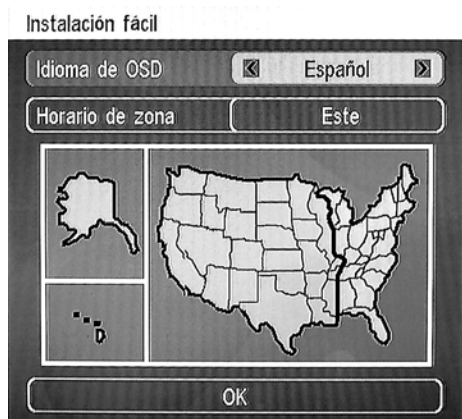 Instalación fácil
Idioma de OSD Español
Horario de zona Este
OK